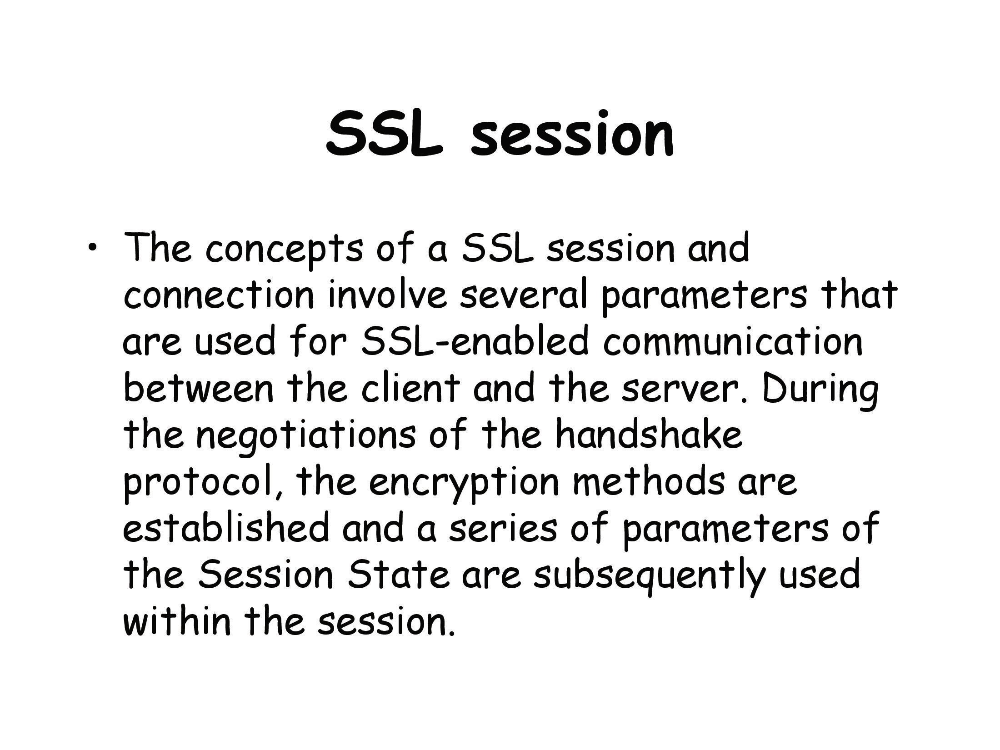 SSL session
• The concepts of a SSL session and
connection involve several parameters that
are used for SSL-enabled communication
between the client and the server. During
the negotiations of the handshake
protocol, the encryption methods are
established and a series of parameters of
the Session State are subsequently used
within the session.